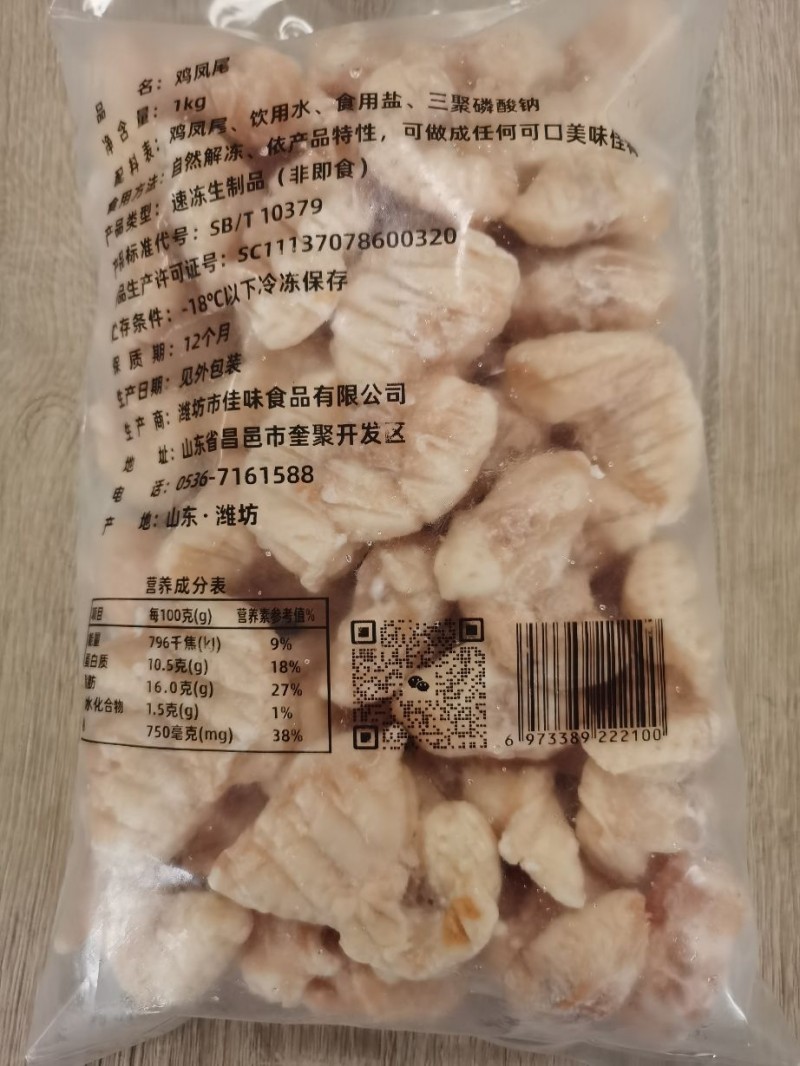 品 名: 鸡凤尾
净含量: 1kg
配料表: 鸡凤尾、饮用水、食用盐、三聚磷酸钠
食用方法: 自然解冻、依产品特性，可做成任何可口美味佳
产品类型: 速冻生制品（非即食）
标准代号: SB/T 10379
品生产许可证号: SC11137078600320
存条件: -18℃以下冷冻保存
保质期: 12个月
生产日期: 见外包装
生产商: 潍坊市佳味食品有限公司
地 址: 山东省昌邑市奎聚开发区
电 话: 0536-7161588
产 地: 山东·潍坊
营养成分表
项目 每100克(g) 营养素参考值%
能量 796千焦(kJ) 9%
蛋白质 10.5克(g) 18%
肪 16.0克(g) 27%
水化合物 1.5克(g) 1%
750毫克(mg) 38%
6 973389 222100